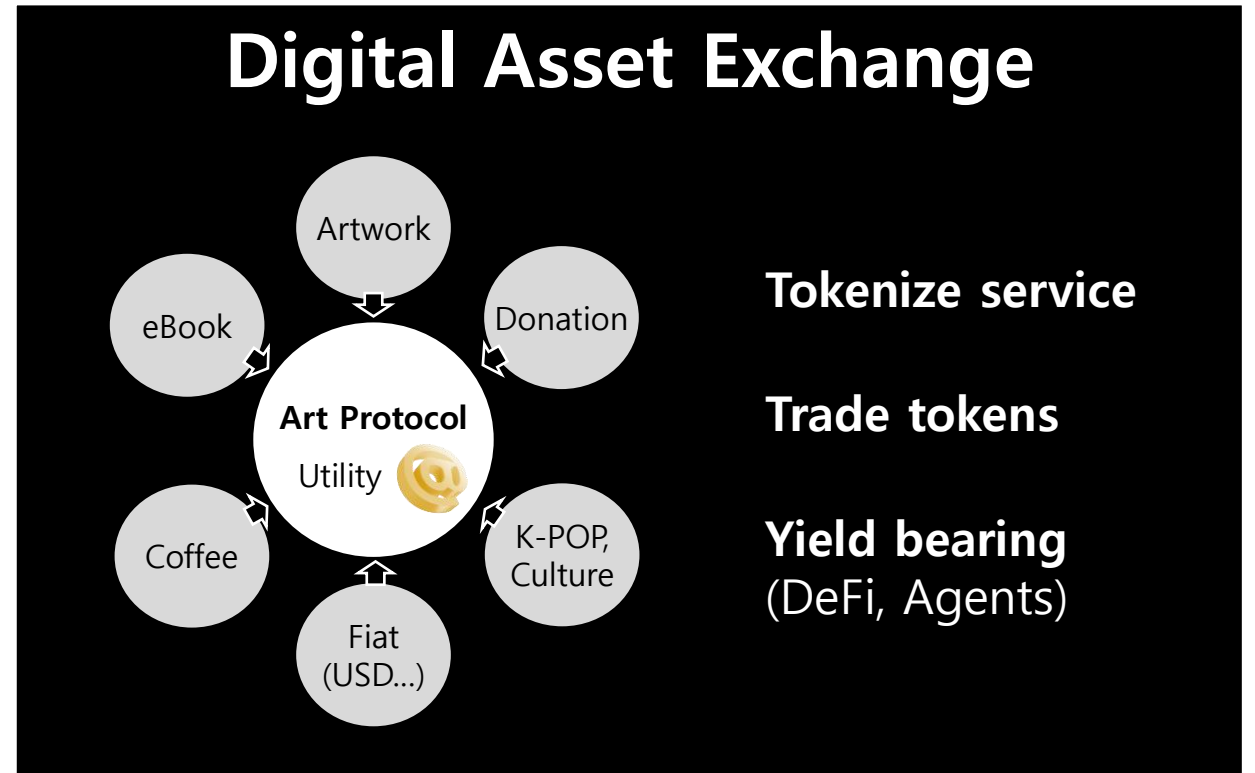 Digital Asset Exchange
Artwork
eBook
Donation
Art Protocol
Utility
Coffee
K-POP,
Culture
Fiat
(USD...)
Tokenize service
Trade tokens
Yield bearing
(DeFi, Agents)